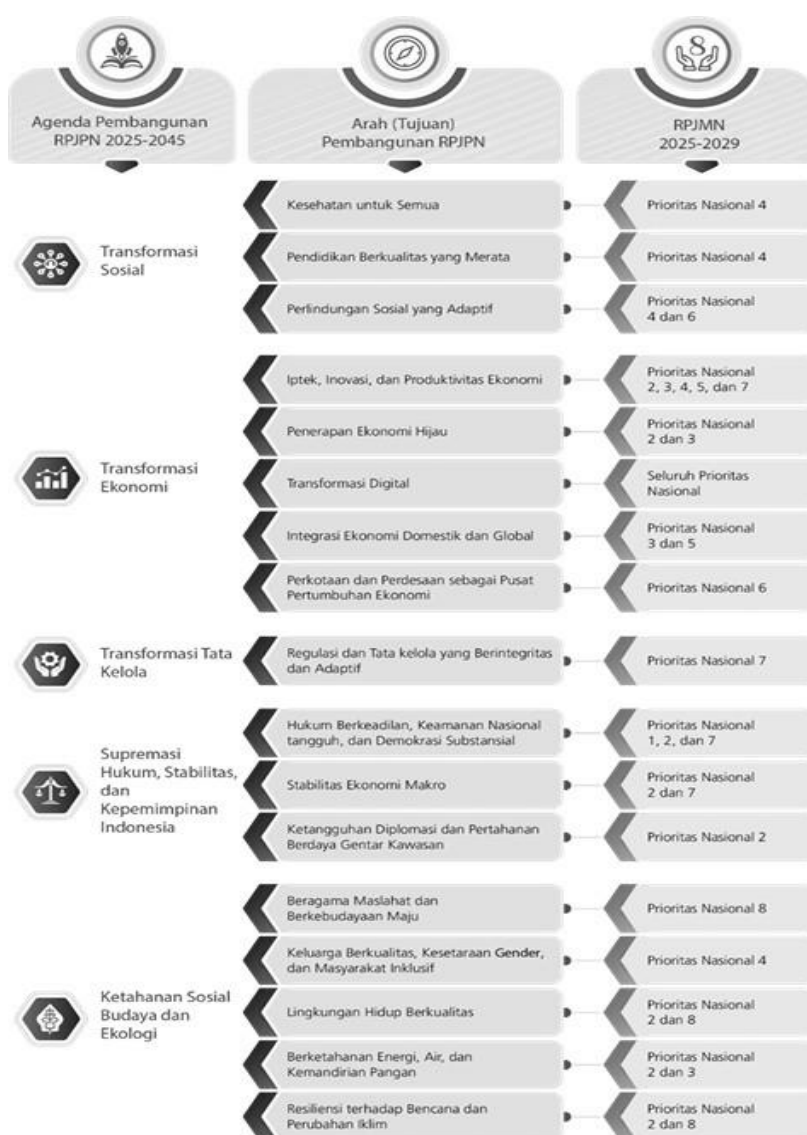 8
Agenda Pembangunan
RPJPN 2025-2045
Arah (Tujuan)
Pembangunan RPJPN
RPJMN
2025-2029
Transformasi
Sosial
Kesehatan untuk Semua
Prioritas Nasional 4
Pendidikan Berkualitas yang Merata
Prioritas Nasional 4
Perlindungan Sosial yang Adaptif
Prioritas Nasional
4 dan 6
Transformasi
Ekonomi
Iptek, Inovasi, dan Produktivitas Ekonomi
Prioritas Nasional
2, 3, 4, 5, dan 7
Penerapan Ekonomi Hijau
Prioritas Nasional
2 dan 3
Transformasi Digital
Seluruh Prioritas
Nasional
Integrasi Ekonomi Domestik dan Global
Prioritas Nasional
3 dan 5
Perkotaan dan Perdesaan sebagai Pusat
Pertumbuhan Ekonomi
Prioritas Nasional 6
Transformasi Tata
Kelola
Regulasi dan Tata kelola yang Berintegritas
dan Adaptif
Prioritas Nasional 7
Supremasi
Hukum, Stabilitas,
dan
Kepemimpinan
Indonesia
Hukum Berkeadilan, Keamanan Nasional
tangguh, dan Demokrasi Substansial
Prioritas Nasional
1, 2, dan 7
Stabilitas Ekonomi Makro
Prioritas Nasional
2 dan 7
Ketangguhan Diplomasi dan Pertahanan
Berdaya Gentar Kawasan
Prioritas Nasional 2
Ketahanan Sosial
Budaya dan
Ekologi
Beragama Maslahat dan
Berkebudayaan Maju
Prioritas Nasional 8
Keluarga Berkualitas, Kesetaraan Gender,
dan Masyarakat Inklusif
Prioritas Nasional 4
Lingkungan Hidup Berkualitas
Prioritas Nasional
2 dan 8
Berketahanan Energi, Air, dan
Kemandirian Pangan
Prioritas Nasional
2 dan 3
Resiliensi terhadap Bencana dan
Perubahan Iklim
Prioritas Nasional
2 dan 8